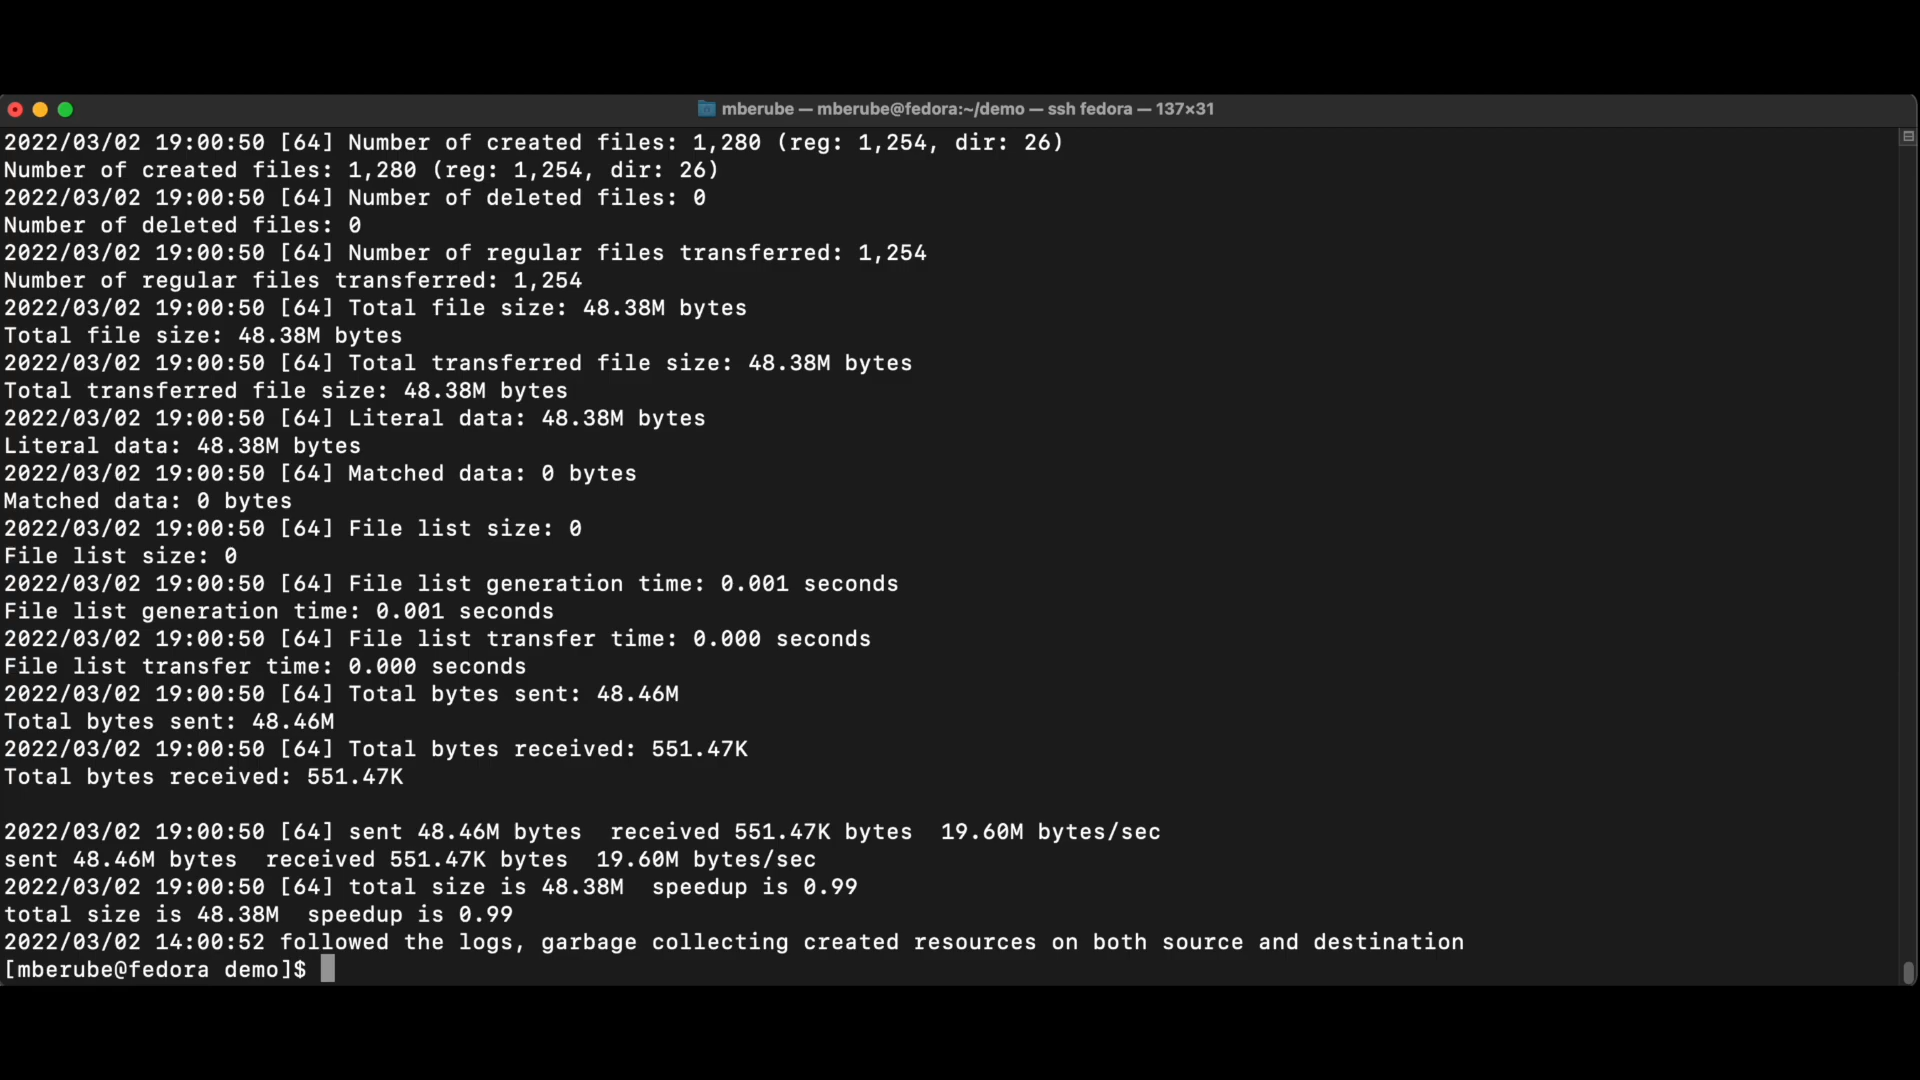 mberube — mberube@fedora:~/demo — ssh fedora — 137×31
2022/03/02 19:00:50 [64] Number of created files: 1,280 (reg: 1,254, dir: 26)
Number of created files: 1,280 (reg: 1,254, dir: 26)
2022/03/02 19:00:50 [64] Number of deleted files: 0
Number of deleted files: 0
2022/03/02 19:00:50 [64] Number of regular files transferred: 1,254
Number of regular files transferred: 1,254
2022/03/02 19:00:50 [64] Total file size: 48.38M bytes
Total file size: 48.38M bytes
2022/03/02 19:00:50 [64] Total transferred file size: 48.38M bytes
Total transferred file size: 48.38M bytes
2022/03/02 19:00:50 [64] Literal data: 48.38M bytes
Literal data: 48.38M bytes
2022/03/02 19:00:50 [64] Matched data: 0 bytes
Matched data: 0 bytes
2022/03/02 19:00:50 [64] File list size: 0
File list size: 0
2022/03/02 19:00:50 [64] File list generation time: 0.001 seconds
File list generation time: 0.001 seconds
2022/03/02 19:00:50 [64] File list transfer time: 0.000 seconds
File list transfer time: 0.000 seconds
2022/03/02 19:00:50 [64] Total bytes sent: 48.46M
Total bytes sent: 48.46M
2022/03/02 19:00:50 [64] Total bytes received: 551.47K
Total bytes received: 551.47K
2022/03/02 19:00:50 [64] sent 48.46M bytes  received 551.47K bytes  19.60M bytes/sec
sent 48.46M bytes  received 551.47K bytes  19.60M bytes/sec
2022/03/02 19:00:50 [64] total size is 48.38M  speedup is 0.99
total size is 48.38M  speedup is 0.99
2022/03/02 14:00:52 followed the logs, garbage collecting created resources on both source and destination
[mberube@fedora demo]$